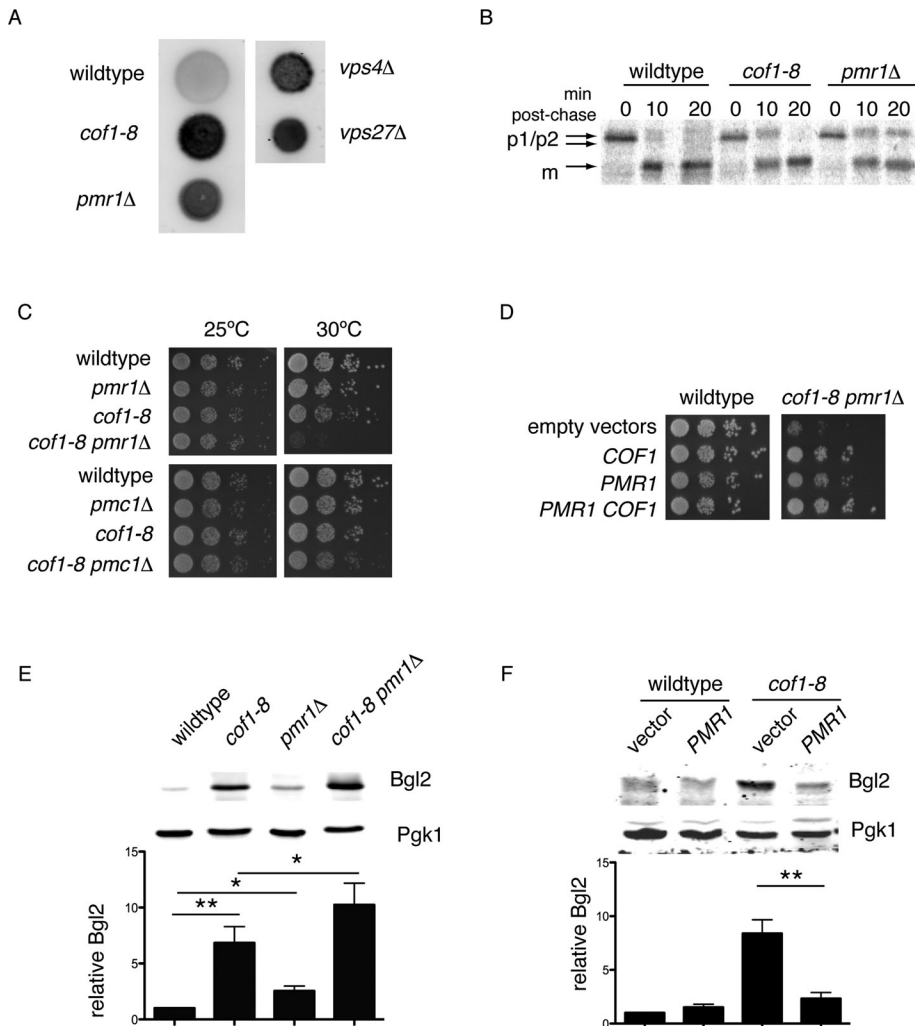 A
wildtype
cof1-8
pmr1Δ
vps4Δ
vps27Δ
B
wildtype cof1-8 pmr1Δ
min post-chase 0 10 20 0 10 20 0 10 20
p1/p2
m
C
25ºC 30ºC
wildtype
pmr1Δ
cof1-8
cof1-8 pmr1Δ
wildtype
pmc1Δ
cof1-8
cof1-8 pmc1Δ
D
wildtype cof1-8 pmr1Δ
empty vectors
COF1
PMR1
PMR1 COF1
E
wildtype cof1-8 pmr1Δ cof1-8 pmr1Δ
Bgl2
Pgk1
relative Bgl2
15
10
5
0
*
*
**
F
wildtype cof1-8
vector PMR1 vector PMR1
Bgl2
Pgk1
relative Bgl2
15
10
5
0
**